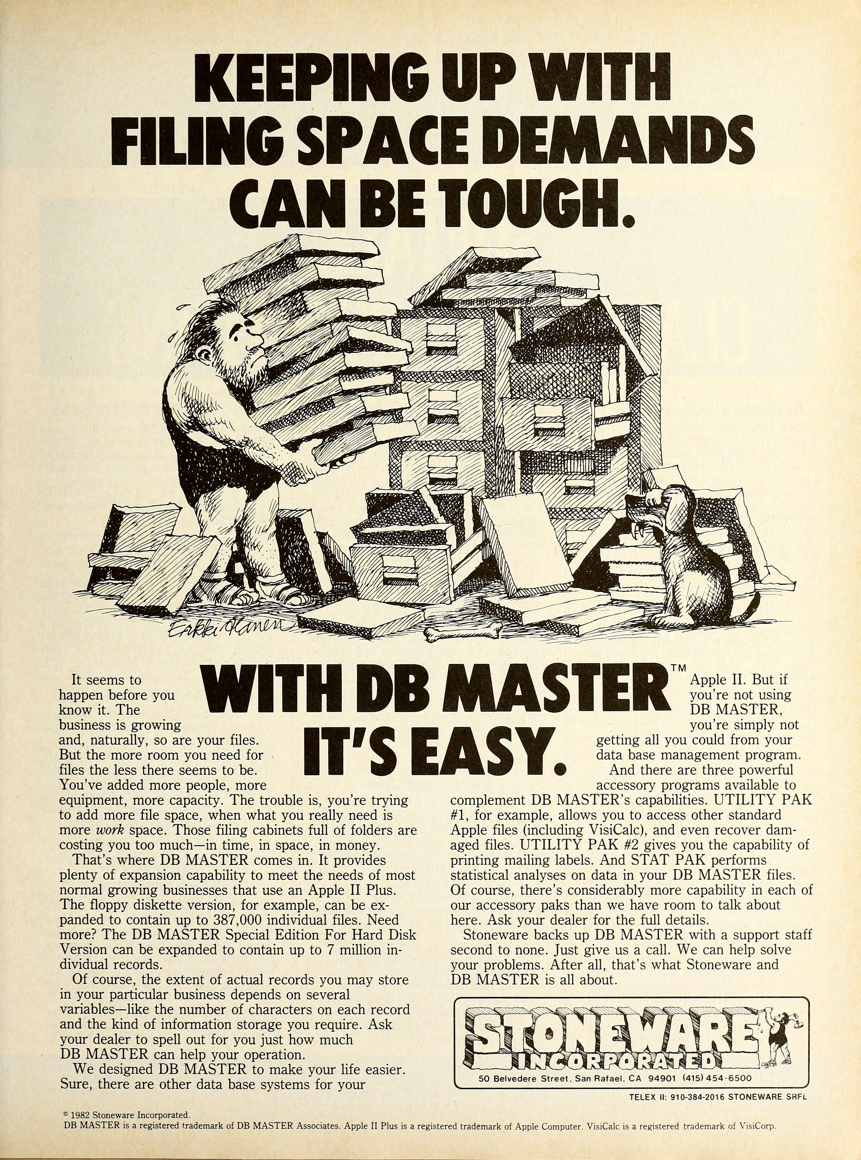 KEEPING UP WITH
FILING SPACE DEMANDS
CAN BE TOUGH.
Erkki Alanen
WITH DB MASTER™
IT'S EASY.
It seems to
happen before you
know it. The
business is growing
and, naturally, so are your files.
But the more room you need for
files the less there seems to be.
You've added more people, more
equipment, more capacity. The trouble is, you're trying
to add more file space, when what you really need is
more work space. Those filing cabinets full of folders are
costing you too much—in time, in space, in money.
That's where DB MASTER comes in. It provides
plenty of expansion capability to meet the needs of most
normal growing businesses that use an Apple II Plus.
The floppy diskette version, for example, can be ex-
panded to contain up to 387,000 individual files. Need
more? The DB MASTER Special Edition For Hard Disk
Version can be expanded to contain up to 7 million in-
dividual records.
Of course, the extent of actual records you may store
in your particular business depends on several
variables—like the number of characters on each record
and the kind of information storage you require. Ask
your dealer to spell out for you just how much
DB MASTER can help your operation.
We designed DB MASTER to make your life easier.
Sure, there are other data base systems for your
Apple II. But if
you're not using
DB MASTER,
you're simply not
getting all you could from your
data base management program.
And there are three powerful
accessory programs available to
complement DB MASTER's capabilities. UTILITY PAK
#1, for example, allows you to access other standard
Apple files (including VisiCalc), and even recover dam-
aged files. UTILITY PAK #2 gives you the capability of
printing mailing labels. And STAT PAK performs
statistical analyses on data in your DB MASTER files.
Of course, there's considerably more capability in each of
our accessory paks than we have room to talk about
here. Ask your dealer for the full details.
Stoneware backs up DB MASTER with a support staff
second to none. Just give us a call. We can help solve
your problems. After all, that's what Stoneware and
DB MASTER is all about.
STONEWARE
INCORPORATED
50 Belvedere Street, San Rafael, CA 94901 (415) 454-6500
TELEX II: 910-384-2016 STONEWARE SRFL
© 1982 Stoneware Incorporated.
DB MASTER is a registered trademark of DB MASTER Associates. Apple II Plus is a registered trademark of Apple Computer. VisiCalc is a registered trademark of VisiCorp.